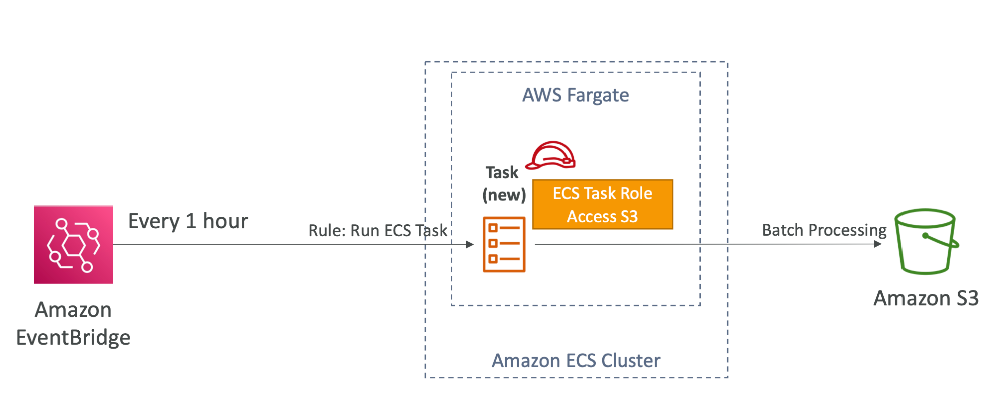 AWS Fargate
Task
(new)
ECS Task Role
Access S3
Every 1 hour
Rule: Run ECS Task
Batch Processing
Amazon
EventBridge
Amazon S3
Amazon ECS Cluster